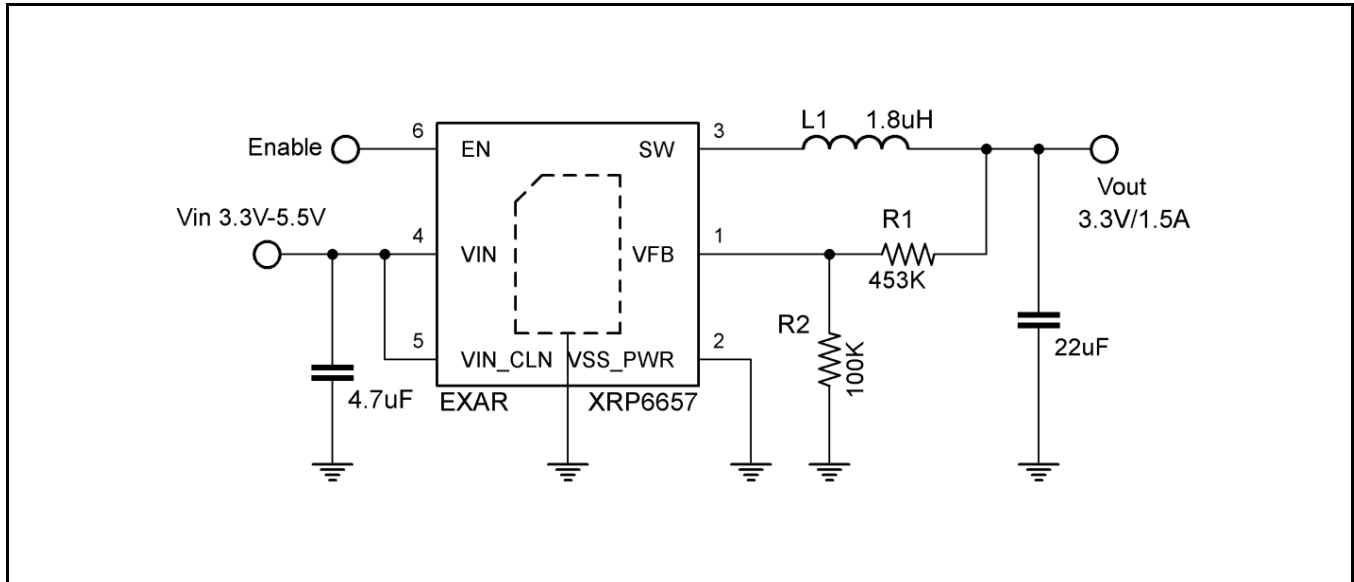 Enable
6
EN
SW
3
L1
1.8uH
Vin 3.3V-5.5V
4
VIN
VFB
1
R1
453K
Vout
3.3V/1.5A
5
VIN_CLN
VSS_PWR
2
R2
100K
22uF
4.7uF
EXAR
XRP6657